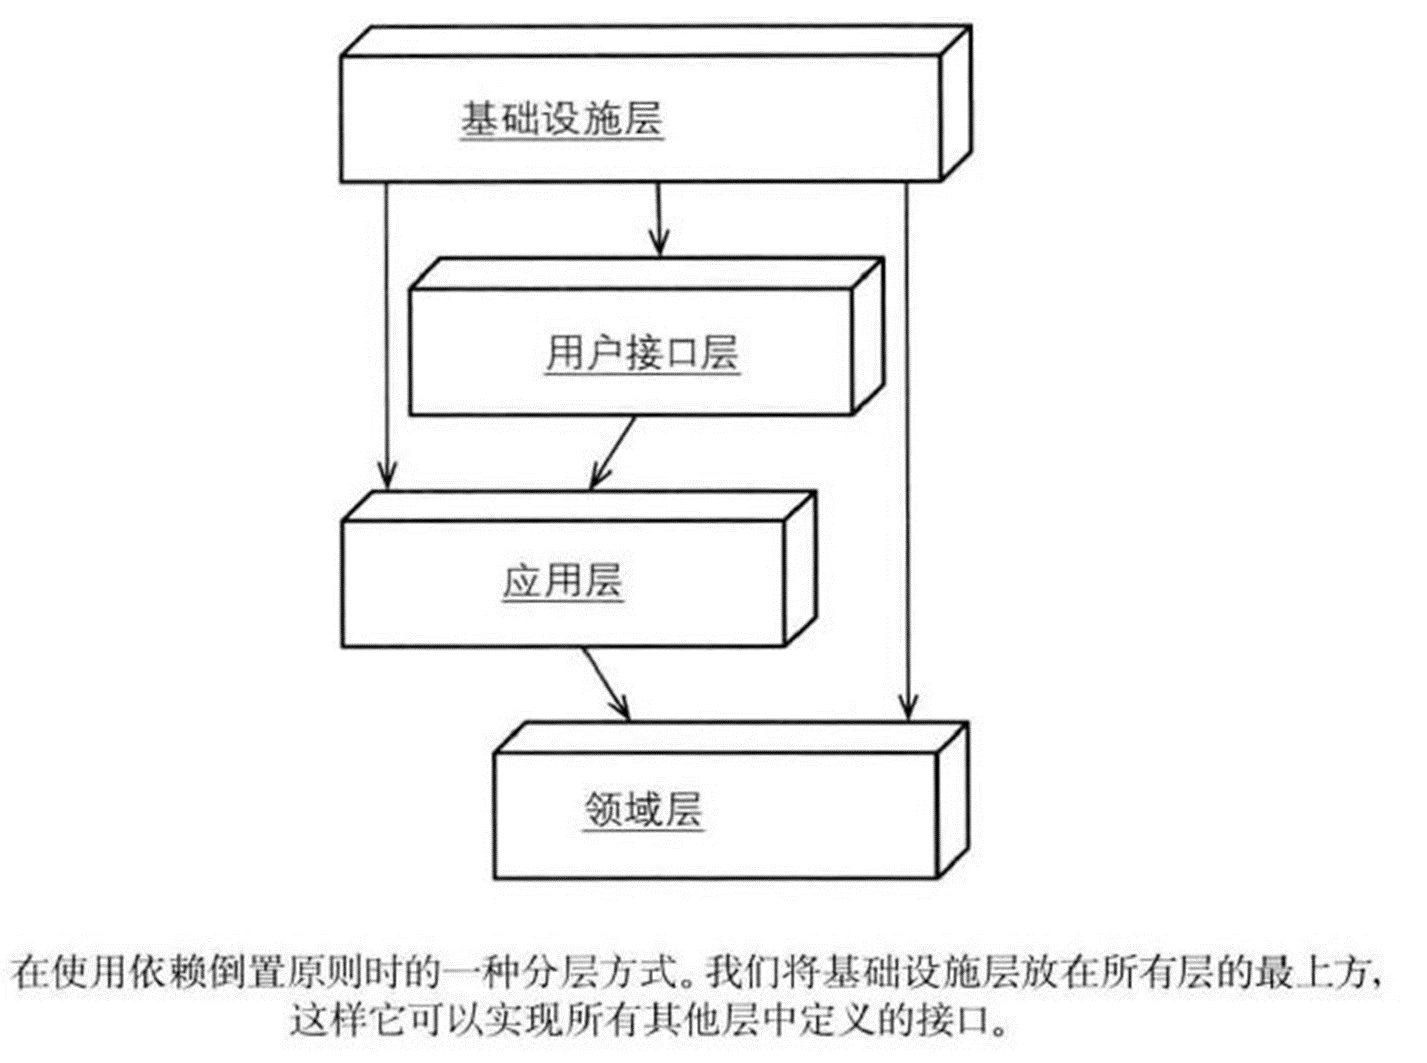 基础设施层
用户接口层
应用层
领域层
在使用依赖倒置原则时的一种分层方式。我们将基础设施层放在所有层的最上方,
这样它可以实现所有其他层中定义的接口。